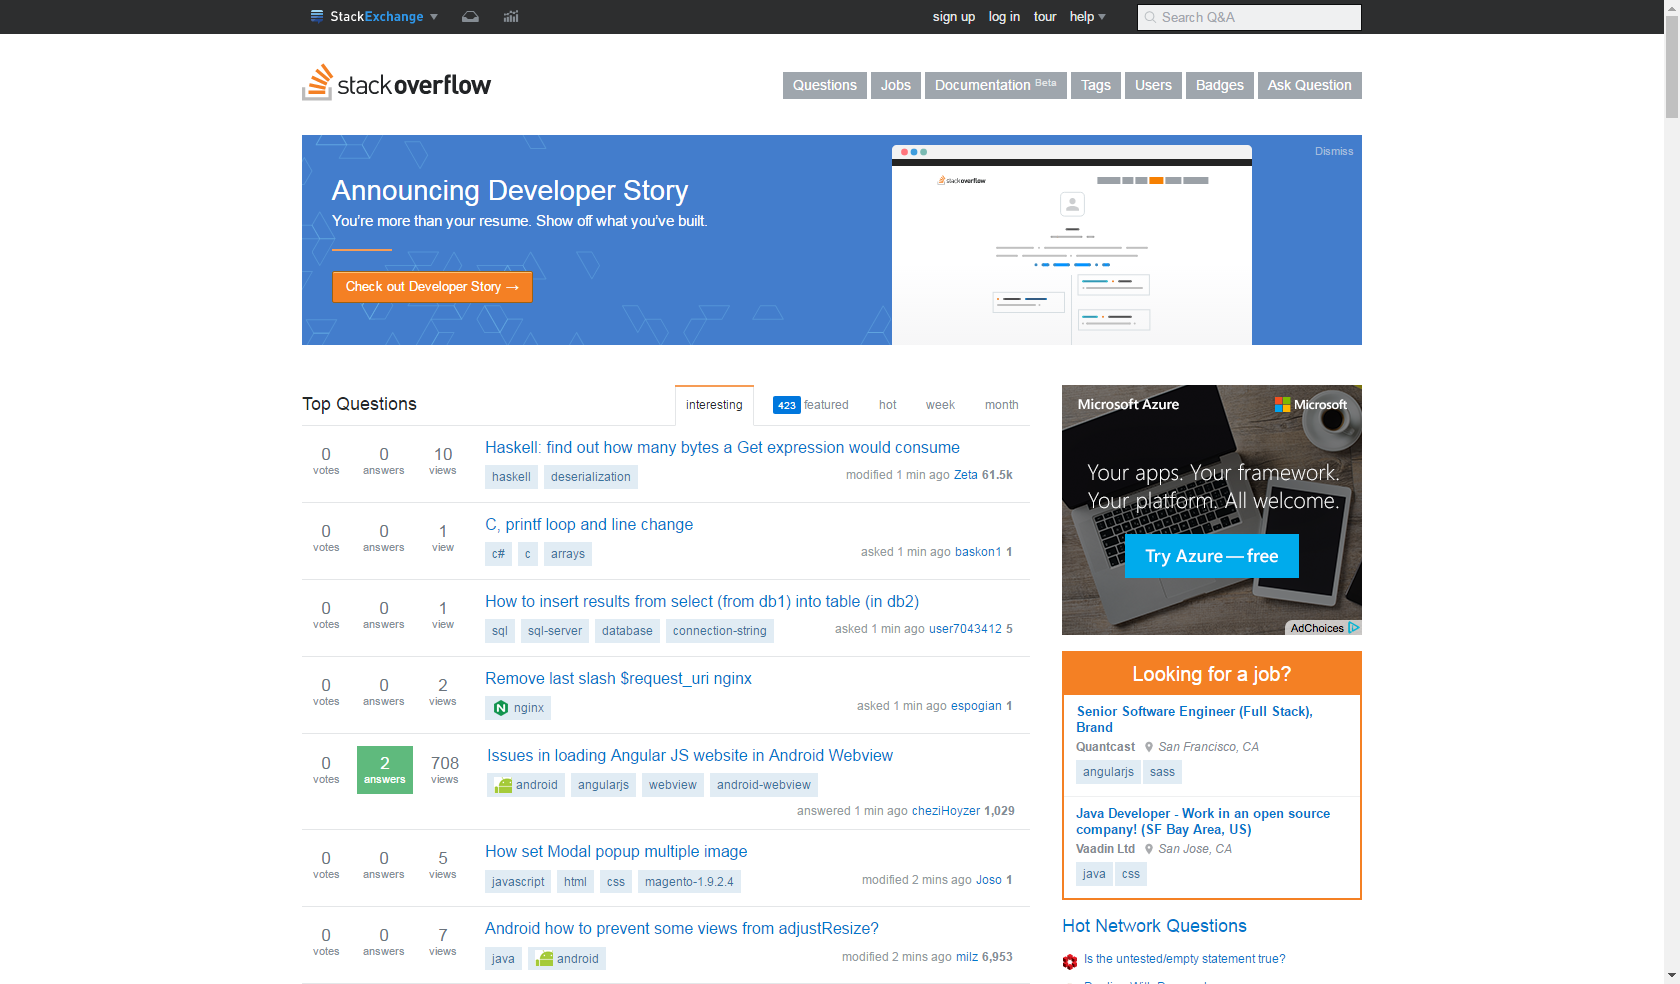 StackExchange
sign up log in tour help
Search Q&A
stackoverflow
Questions Jobs Documentation Beta Tags Users Badges Ask Question
Dismiss
Announcing Developer Story
You're more than your resume. Show off what you've built.
Check out Developer Story →
stackoverflow
Top Questions
interesting 423 featured hot week month
0 votes 0 answers 10 views
Haskell: find out how many bytes a Get expression would consume
haskell deserialization
modified 1 min ago Zeta 61.5k
0 votes 0 answers 1 view
C, printf loop and line change
c# c arrays
asked 1 min ago baskon1 1
0 votes 0 answers 1 view
How to insert results from select (from db1) into table (in db2)
sql sql-server database connection-string
asked 1 min ago user7043412 5
0 votes 0 answers 2 views
Remove last slash $request_uri nginx
nginx
asked 1 min ago espogian 1
0 votes 2 answers 708 views
Issues in loading Angular JS website in Android Webview
android angularjs webview android-webview
answered 1 min ago cheziHoyzer 1,029
0 votes 0 answers 5 views
How set Modal popup multiple image
javascript html css magento-1.9.2.4
modified 2 mins ago Joso 1
0 votes 0 answers 7 views
Android how to prevent some views from adjustResize?
java android
modified 2 mins ago milz 6,953
Microsoft Azure
Microsoft
Your apps. Your framework.
Your platform. All welcome.
Try Azure — free
AdChoices
Looking for a job?
Senior Software Engineer (Full Stack),
Brand
Quantcast San Francisco, CA
angularjs sass
Java Developer - Work in an open source
company! (SF Bay Area, US)
Vaadin Ltd San Jose, CA
java css
Hot Network Questions
Is the untested/empty statement true?